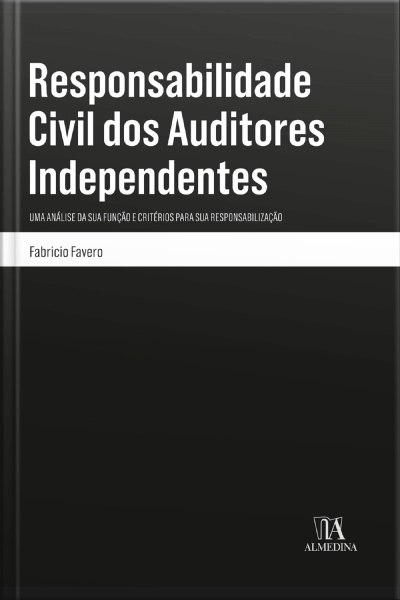 Responsabilidade
Civil dos Auditores
Independentes
UMA ANÁLISE DA SUA FUNÇÃO E CRITÉRIOS PARA SUA RESPONSABILIZAÇÃO
Fabricio Favero
ALMEDINA